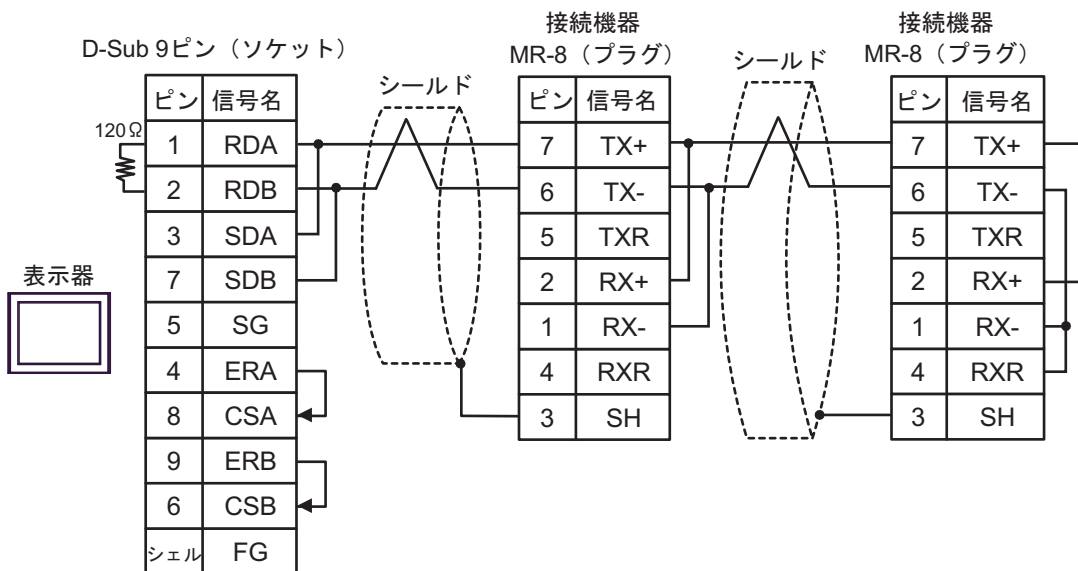 D-Sub 9ピン（ソケット）
接続機器
MR-8（プラグ）
接続機器
MR-8（プラグ）
シールド
シールド
120Ω
表示器
ピン 信号名
1 RDA
2 RDB
3 SDA
7 SDB
5 SG
4 ERA
8 CSA
9 ERB
6 CSB
シェル FG
ピン 信号名
7 TX+
6 TX-
5 TXR
2 RX+
1 RX-
4 RXR
3 SH
ピン 信号名
7 TX+
6 TX-
5 TXR
2 RX+
1 RX-
4 RXR
3 SH